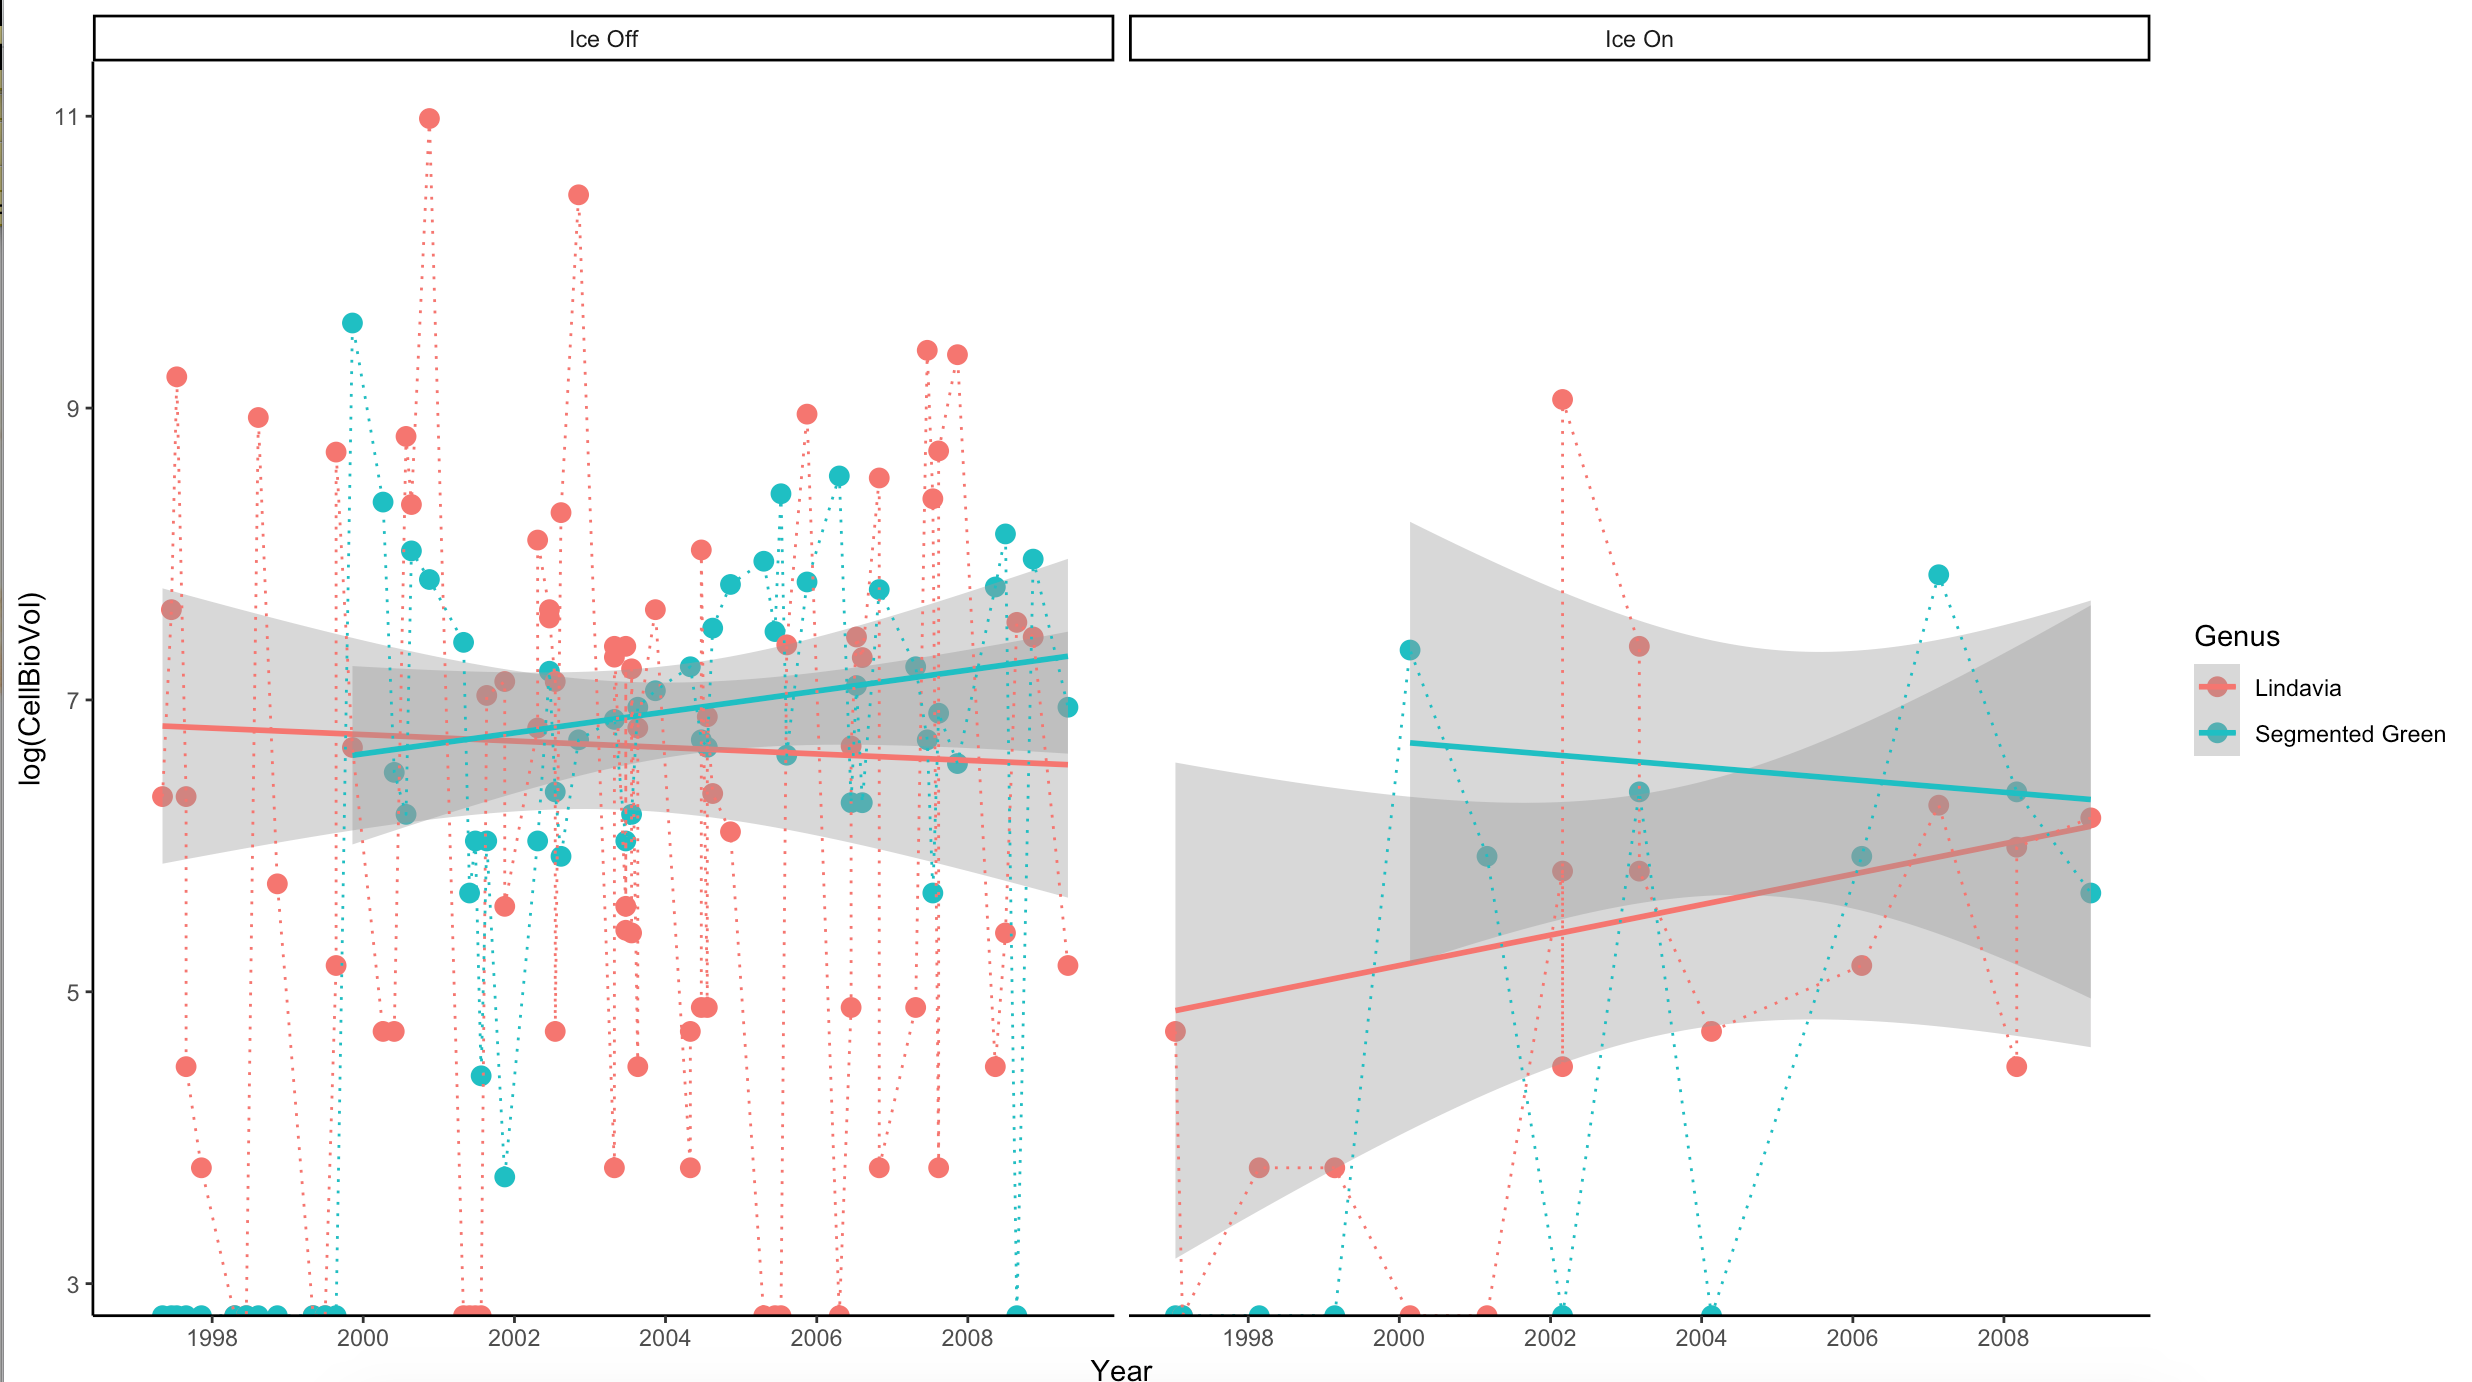 Ice Off
Ice On
11
9
7
5
3
log(CellBioVol)
1998 2000 2002 2004 2006 2008
1998 2000 2002 2004 2006 2008
Year
Genus
Lindavia
Segmented Green